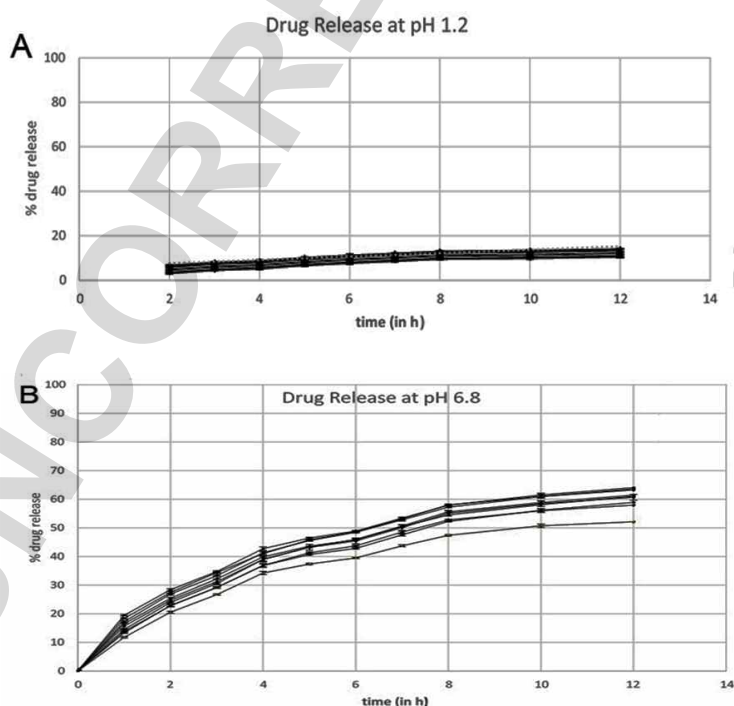 Drug Release at pH 1.2
A
100
80
60
40
20
0
% drug release
0 2 4 6 8 10 12 14
time (in h)
B
Drug Release at pH 6.8
100
90
80
70
60
50
40
30
20
10
0
% drug release
0 2 4 6 8 10 12 14
time (in h)
NCORRE